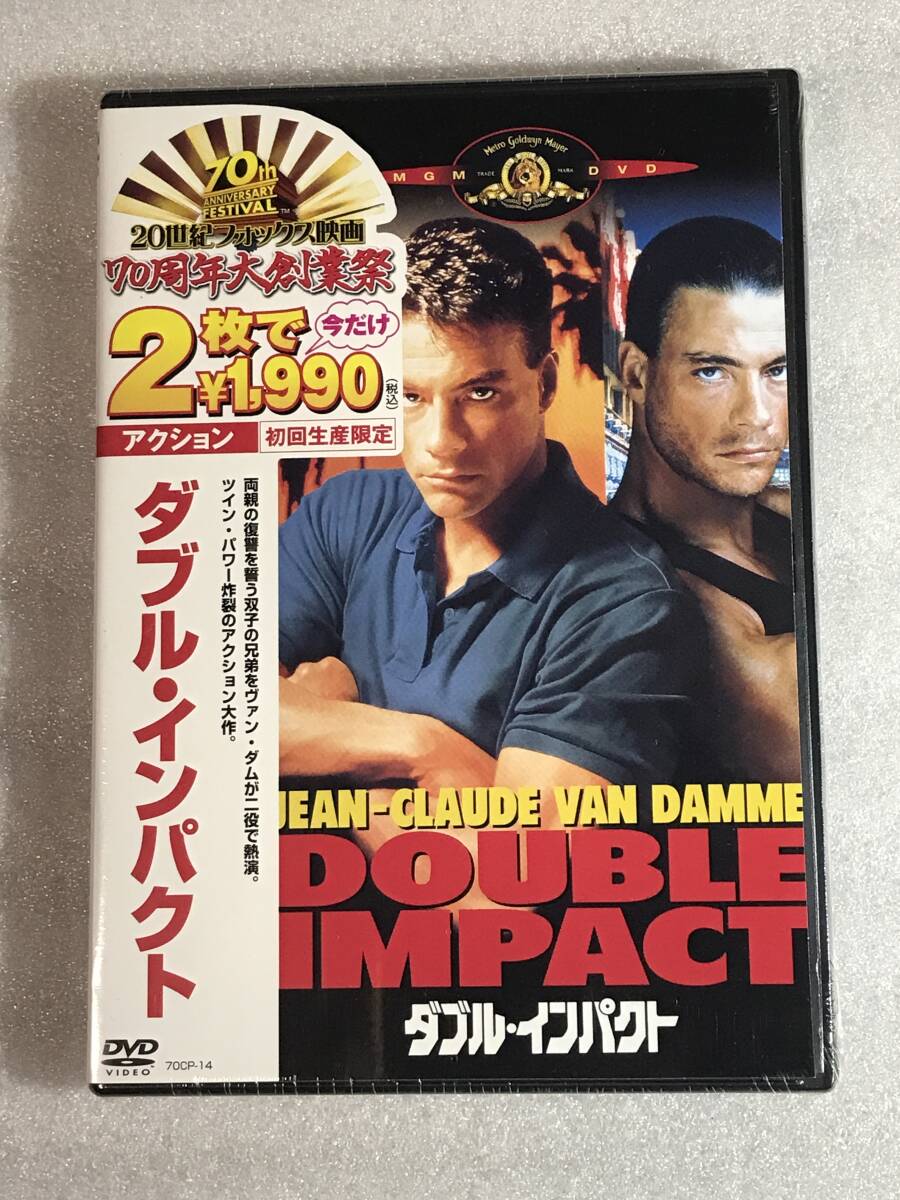 70th
ANNIVERSARY
FESTIVAL™
20世紀フォックス映画
70周年大創業祭
2枚で
今だけ
¥1,990
(税込)
アクション
初回生産限定
両親の復讐を誓う双子の兄弟をヴァン・ダムが二役で熱演。
ツイン・パワー炸裂のアクション大作。
ダブル・インパクト
DVD
VIDEO
70CP-14
Metro Goldwyn Mayer
TRADE MARK
MGM DVD
JEAN-CLAUDE VAN DAMME
DOUBLE
IMPACT
ダブル・インパクト